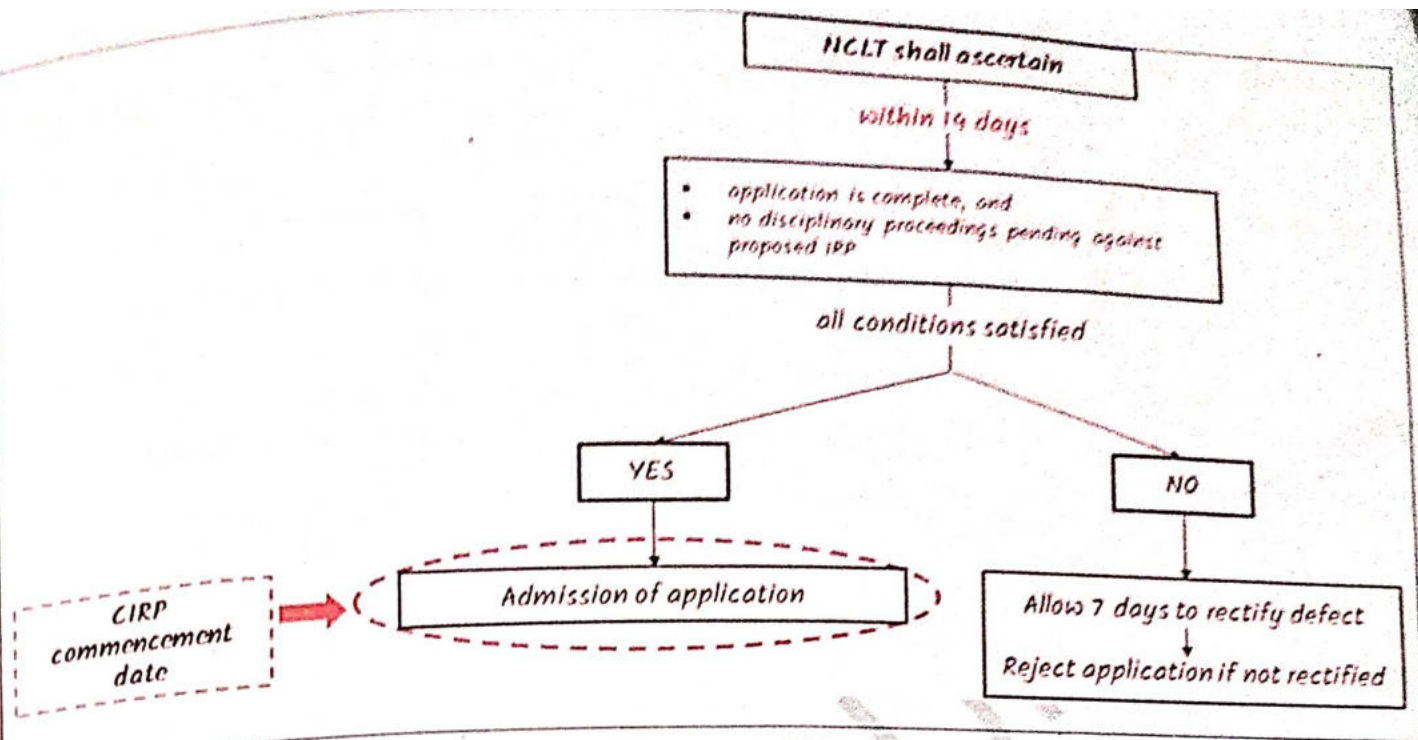 NCLT shall ascertain
within 14 days
• application is complete, and
• no disciplinary proceedings pending against
proposed IRP
all conditions satisfied
YES
NO
CIRP
commencement
date
Admission of application
Allow 7 days to rectify defect
Reject application if not rectified